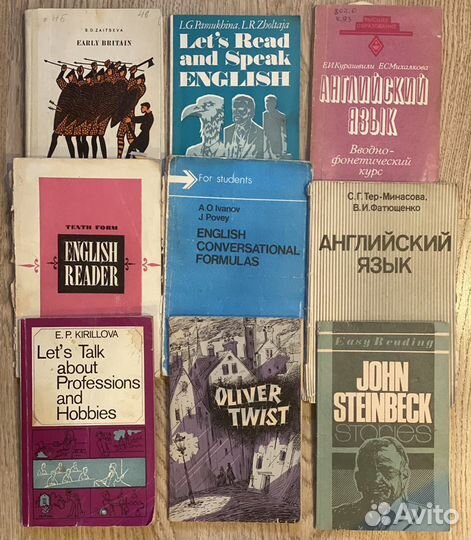 B.D.ZAITSEVA
EARLY BRITAIN
L.G.Pamukhina. L.R.Zholtaja
Let's Read
and Speak
ENGLISH
ВЫСШЕЕ
ОБРАЗОВАНИЕ
Е.И.Курашвили Е.С.Михалкова
АНГЛИЙСКИЙ
ЯЗЫК
Вводно-
фонетический
курс
TENTH FORM
ENGLISH
READER
For students
A.O.Ivanov
J.Povey
ENGLISH
CONVERSATIONAL
FORMULAS
С.Г.Тер-Минасова,
В.И.Фатющенко
АНГЛИЙСКИЙ
ЯЗЫК
E. P. KIRILLOVA
Let's Talk
about
Professions
and
Hobbies
OLIVER
TWIST
Easy Reading
JOHN
STEINBECK
stories
Avito